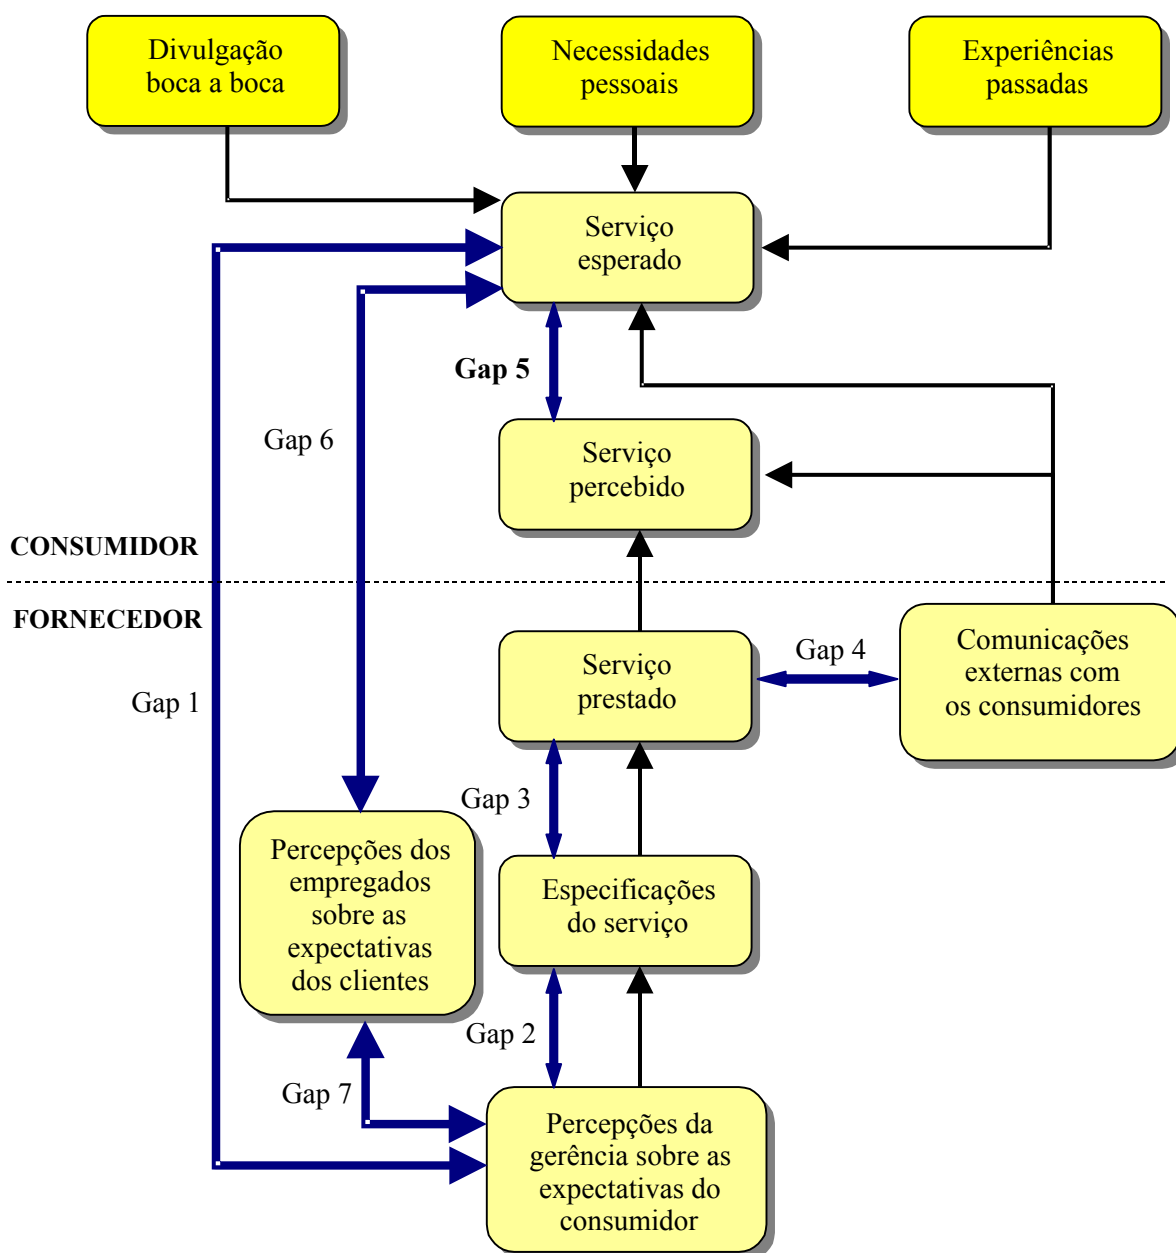 Divulgação
boca a boca
Necessidades
pessoais
Experiências
passadas
Serviço
esperado
Gap 5
Gap 6
Serviço
percebido
CONSUMIDOR
FORNECEDOR
Gap 1
Serviço
prestado
Gap 4
Comunicações
externas com
os consumidores
Gap 3
Percepções dos
empregados
sobre as
expectativas
dos clientes
Especificações
do serviço
Gap 2
Gap 7
Percepções da
gerência sobre as
expectativas do
consumidor